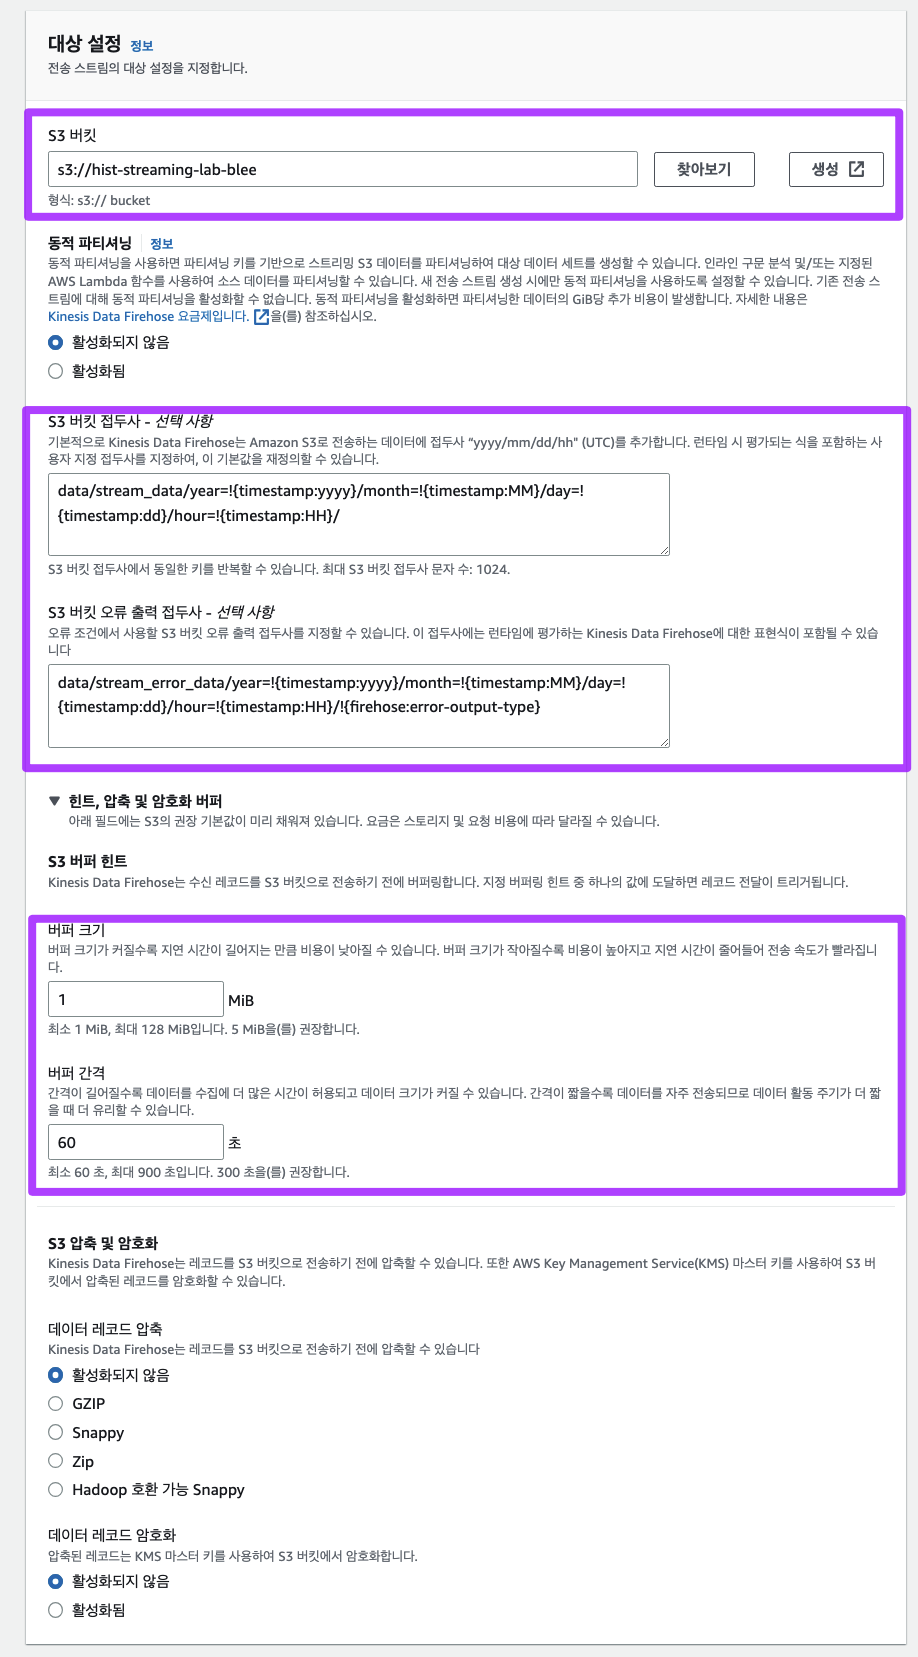 대상 설정 정보
전송 스트림의 대상 설정을 지정합니다.
S3 버킷
s3://hist-streaming-lab-blee
찾아보기
생성
형식: s3:// bucket
동적 파티셔닝 정보
동적 파티셔닝을 사용하면 파티셔닝 키를 기반으로 스트리밍 S3 데이터를 파티셔닝하여 대상 데이터 세트를 생성할 수 있습니다. 인라인 구문 분석 및/또는 지정된
AWS Lambda 함수를 사용하여 소스 데이터를 파티셔닝할 수 있습니다. 새 전송 스트림 생성 시에만 동적 파티셔닝을 사용하도록 설정할 수 있습니다. 기존 전송 스
트림에 대해 동적 파티셔닝을 활성화할 수 없습니다. 동적 파티셔닝을 활성화하면 파티셔닝한 데이터의 GiB당 추가 비용이 발생합니다. 자세한 내용은
Kinesis Data Firehose 요금제입니다. 을(를) 참조하십시오.
활성화되지 않음
활성화됨
S3 버킷 접두사 - 선택 사항
기본적으로 Kinesis Data Firehose는 Amazon S3로 전송하는 데이터에 접두사 “yyyy/mm/dd/hh" (UTC)를 추가합니다. 런타임 시 평가되는 식을 포함하는 사
용자 지정 접두사를 지정하여, 이 기본값을 재정의할 수 있습니다.
data/stream_data/year=!{timestamp:yyyy}/month=!{timestamp:MM}/day=!
{timestamp:dd}/hour=!{timestamp:HH}/
S3 버킷 접두사에서 동일한 키를 반복할 수 있습니다. 최대 S3 버킷 접두사 문자 수: 1024.
S3 버킷 오류 출력 접두사 - 선택 사항
오류 조건에서 사용할 S3 버킷 오류 출력 접두사를 지정할 수 있습니다. 이 접두사에는 런타임에 평가하는 Kinesis Data Firehose에 대한 표현식이 포함될 수 있습
니다
data/stream_error_data/year=!{timestamp:yyyy}/month=!{timestamp:MM}/day=!
{timestamp:dd}/hour=!{timestamp:HH}/!{firehose:error-output-type}
힌트, 압축 및 암호화 버퍼
아래 필드에는 S3의 권장 기본값이 미리 채워져 있습니다. 요금은 스토리지 및 요청 비용에 따라 달라질 수 있습니다.
S3 버퍼 힌트
Kinesis Data Firehose는 수신 레코드를 S3 버킷으로 전송하기 전에 버퍼링합니다. 지정 버퍼링 힌트 중 하나의 값에 도달하면 레코드 전달이 트리거됩니다.
버퍼 크기
버퍼 크기가 커질수록 지연 시간이 길어지는 만큼 비용이 낮아질 수 있습니다. 버퍼 크기가 작아질수록 비용이 높아지고 지연 시간이 줄어들어 전송 속도가 빨라집니
다.
1 MiB
최소 1 MiB, 최대 128 MiB입니다. 5 MiB을(를) 권장합니다.
버퍼 간격
간격이 길어질수록 데이터를 수집에 더 많은 시간이 허용되고 데이터 크기가 커질 수 있습니다. 간격이 짧을수록 데이터를 자주 전송되므로 데이터 활동 주기가 더 짧
을 때 더 유리할 수 있습니다.
60 초
최소 60 초, 최대 900 초입니다. 300 초을(를) 권장합니다.
S3 압축 및 암호화
Kinesis Data Firehose는 레코드를 S3 버킷으로 전송하기 전에 압축할 수 있습니다. 또한 AWS Key Management Service(KMS) 마스터 키를 사용하여 S3 버
킷에서 압축된 레코드를 암호화할 수 있습니다.
데이터 레코드 압축
Kinesis Data Firehose는 레코드를 S3 버킷으로 전송하기 전에 압축할 수 있습니다
활성화되지 않음
GZIP
Snappy
Zip
Hadoop 호환 가능 Snappy
데이터 레코드 암호화
압축된 레코드는 KMS 마스터 키를 사용하여 S3 버킷에서 암호화합니다.
활성화되지 않음
활성화됨